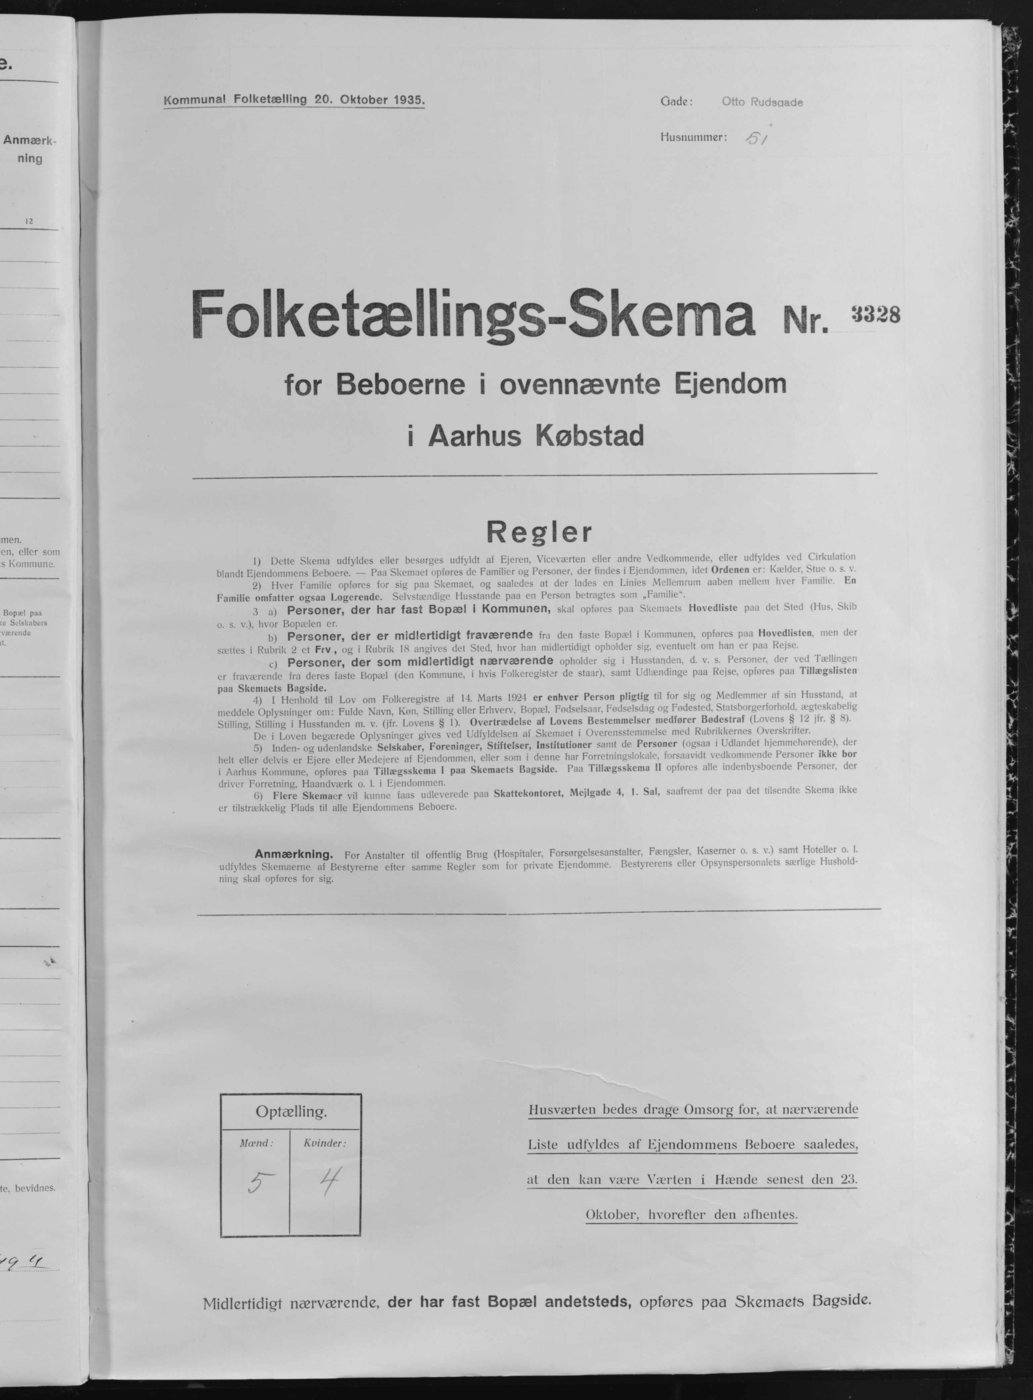 e.
Anmærk-
ning
12
men.
en, eller som
s Kommune.
Bopæl paa
te Selskabers
værende
te, bevidnes.
Kommunal Folketælling 20. Oktober 1935.
Gade: Otto Rudsgade
Husnummer: 51
Folketællings-Skema Nr. 3328
for Beboerne i ovennævnte Ejendom
i Aarhus Købstad
Regler
1) Dette Skema udfyldes eller besørges udfyldt af Ejeren, Viceværten eller andre Vedkommende, eller udfyldes ved Cirkulation
blandt Ejendommens Beboere. — Paa Skemaet opføres de Familier og Personer, der findes i Ejendommen, idet Ordenen er: Kælder, Stue o. s. v.
2) Hver Familie opføres for sig paa Skemaet, og saaledes at der lades en Linies Mellemrum aaben mellem hver Familie. En
Familie omfatter ogsaa Logerende. Selvstændige Husstande paa en Person betragtes som „Familie“.
3 a) Personer, der har fast Bopæl i Kommunen, skal opføres paa Skemaets Hovedliste paa det Sted (Hus, Skib
o. s. v.), hvor Bopælen er.
b) Personer, der er midlertidigt fraværende fra den faste Bopæl i Kommunen, opføres paa Hovedlisten, men der
sættes i Rubrik 2 et Frv., og i Rubrik 18 angives det Sted, hvor han midlertidigt opholder sig, eventuelt om han er paa Rejse.
c) Personer, der som midlertidigt nærværende opholder sig i Husstanden, d. v. s. Personer, der ved Tællingen
er fraværende fra deres faste Bopæl (den Kommune, i hvis Folkeregister de staar), samt Udlændinge paa Rejse, opføres paa Tillægslisten
paa Skemaets Bagside.
4) I Henhold til Lov om Folkeregistre af 14. Marts 1924 er enhver Person pligtig til for sig og Medlemmer af sin Husstand, at
meddele Oplysninger om: Fulde Navn, Køn, Stilling eller Erhverv, Bopæl, Fødselsaar, Fødselsdag og Fødested, Statsborgerforhold, ægteskabelig
Stilling, Stilling i Husstanden m. v. (jfr. Lovens § 1). Overtrædelse af Lovens Bestemmelser medfører Bødestraf (Lovens § 12 jfr. § 8).
De i Loven begærede Oplysninger gives ved Udfyldelsen af Skemaet i Overensstemmelse med Rubrikkernes Overskrifter.
5) Inden- og udenlandske Selskaber, Foreninger, Stiftelser, Institutioner samt de Personer (ogsaa i Udlandet hjemmehørende), der
helt eller delvis er Ejere eller Medejere af Ejendommen, eller som i denne har Forretningslokale, forsaavidt vedkommende Personer ikke bor
i Aarhus Kommune, opføres paa Tillægsskema I paa Skemaets Bagside. Paa Tillægsskema II opføres alle indenbysboende Personer, der
driver Forretning, Haandværk o. l. i Ejendommen.
6) Flere Skemaer vil kunne faas udleverede paa Skattekontoret, Mejlgade 4, 1. Sal, saafremt der paa det tilsendte Skema ikke
er tilstrækkelig Plads til alle Ejendommens Beboere.
Anmærkning. For Anstalter til offentlig Brug (Hospitaler, Forsørgelsesanstalter, Fængsler, Kaserner o. s. v.) samt Hoteller o. l.
udfyldes Skemaerne af Bestyrerne efter samme Regler som for private Ejendomme. Bestyrerens eller Opsynspersonalets særlige Hushold-
ning skal opføres for sig.
Optælling.
Mænd: Kvinder:
5 4
Husværten bedes drage Omsorg for, at nærværende
Liste udfyldes af Ejendommens Beboere saaledes,
at den kan være Værten i Hænde senest den 23.
Oktober, hvorefter den afhentes.
Midlertidigt nærværende, der har fast Bopæl andetsteds, opføres paa Skemaets Bagside.